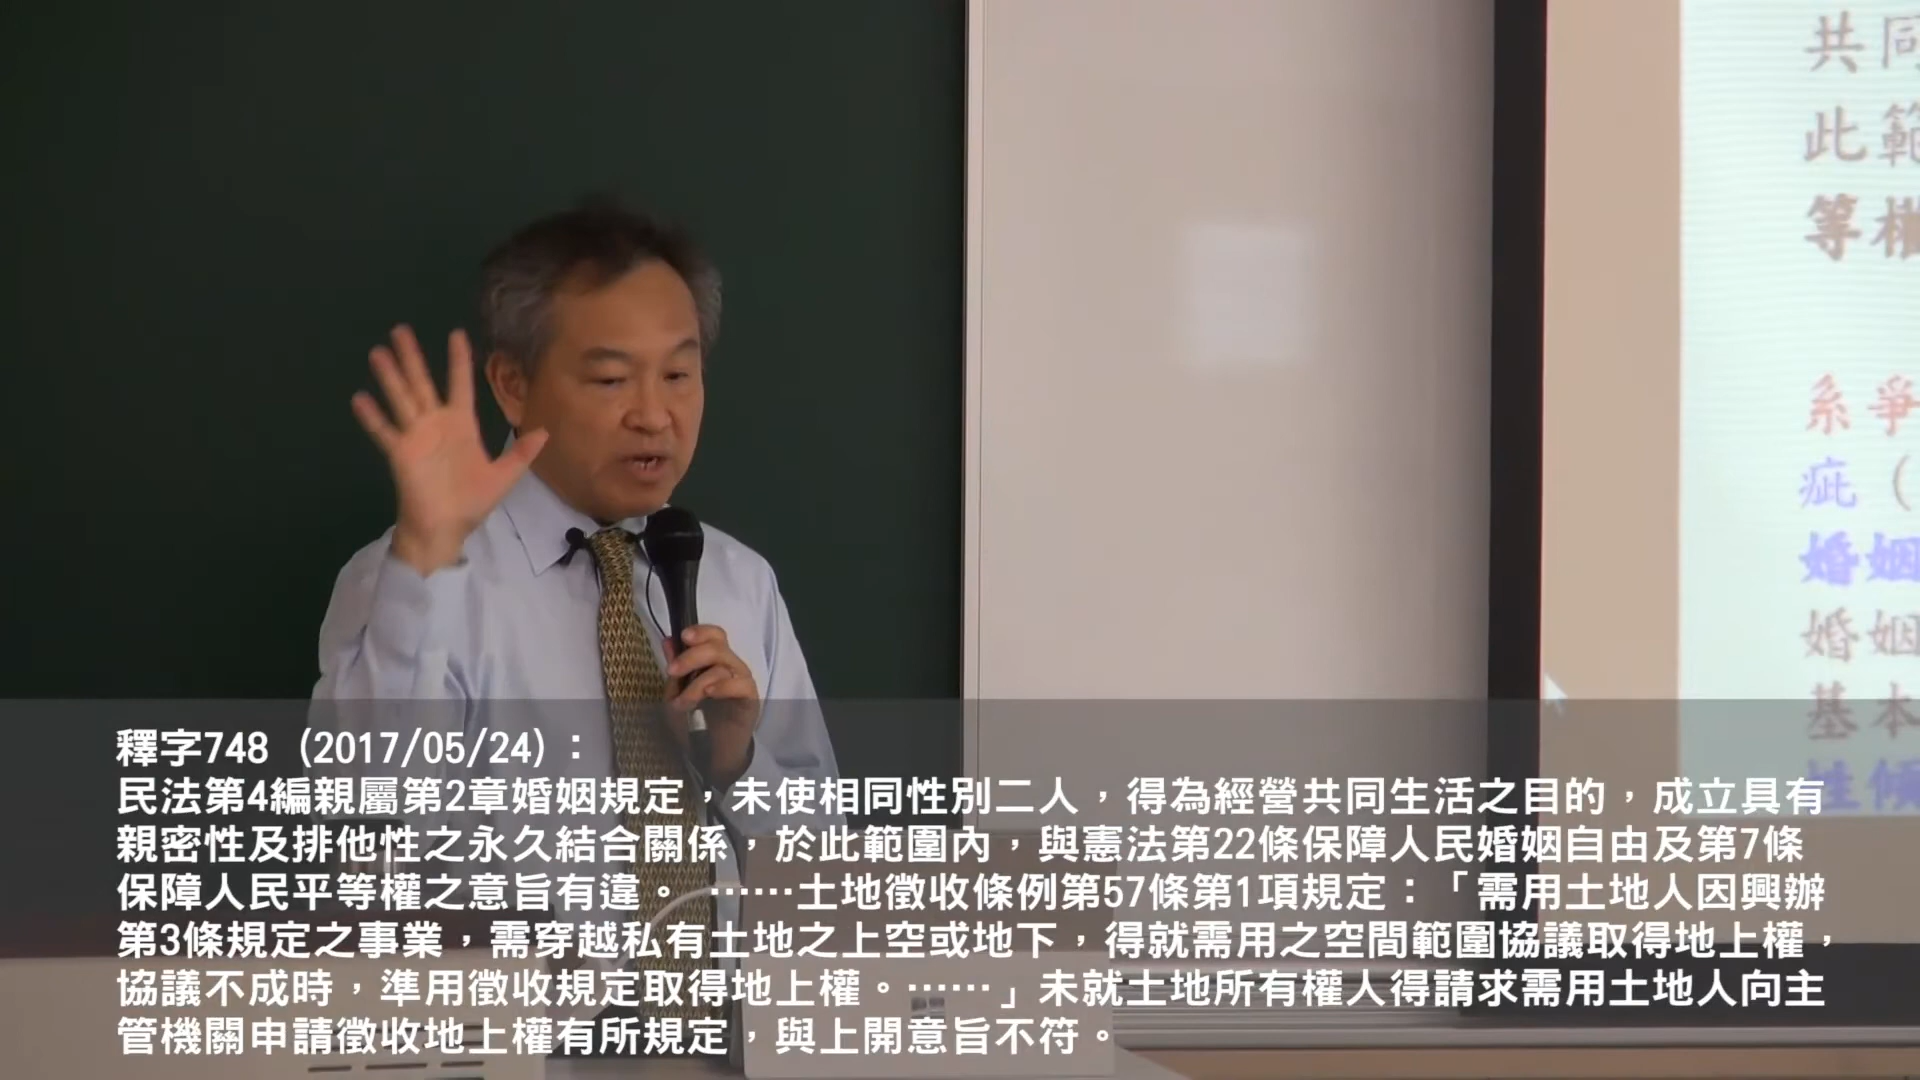 共同
此範
等權
系爭
疵（
婚姻
婚姻
基本
性傾
釋字748 (2017/05/24)：
民法第4編親屬第2章婚姻規定，未使相同性別二人，得為經營共同生活之目的，成立具有
親密性及排他性之永久結合關係，於此範圍內，與憲法第22條保障人民婚姻自由及第7條
保障人民平等權之意旨有違。 ……土地徵收條例第57條第1項規定：「需用土地人因興辦
第3條規定之事業，需穿越私有土地之上空或地下，得就需用之空間範圍協議取得地上權，
協議不成時，準用徵收規定取得地上權。……」未就土地所有權人得請求需用土地人向主
管機關申請徵收地上權有所規定，與上開意旨不符。